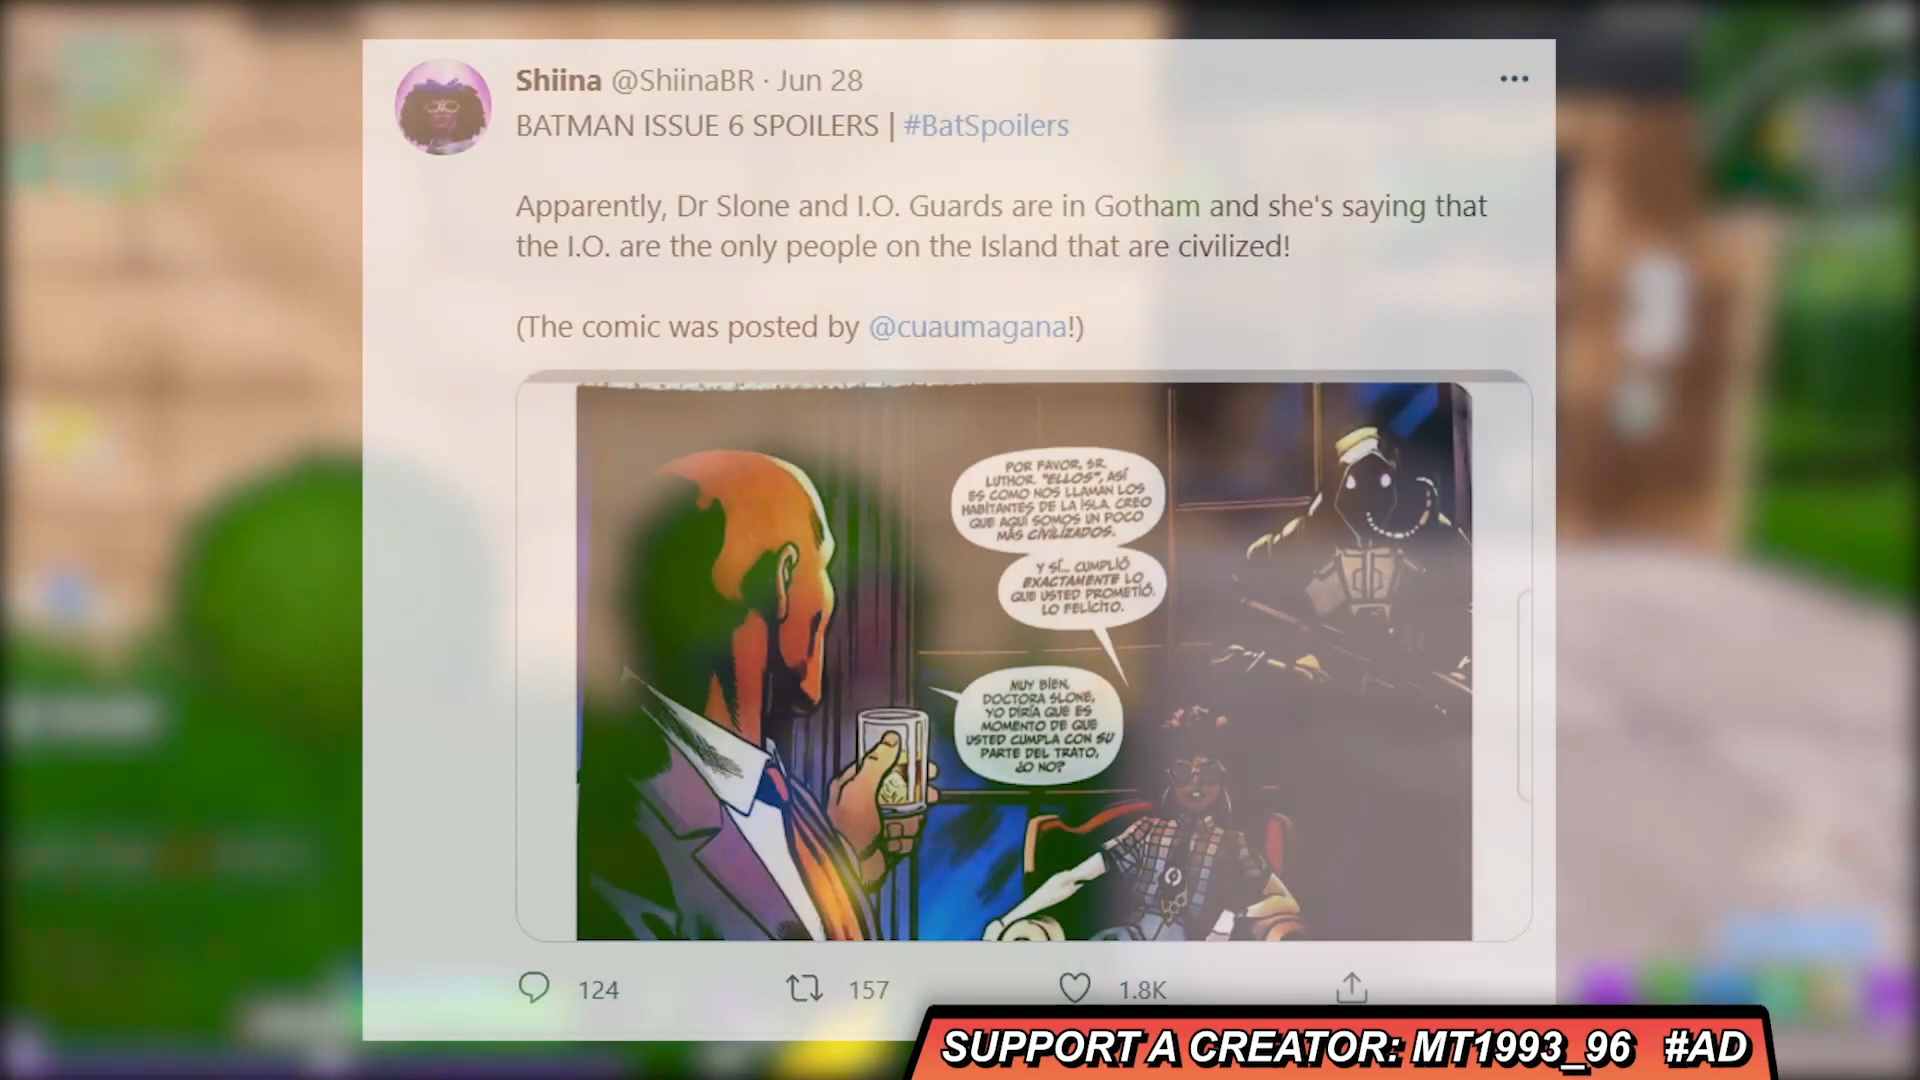 Shiina @ShiinaBR · Jun 28
BATMAN ISSUE 6 SPOILERS | #BatSpoilers
Apparently, Dr Slone and I.O. Guards are in Gotham and she's saying that
the I.O. are the only people on the Island that are civilized!
(The comic was posted by @cuaumagana!)
POR FAVOR, SR.
LUTHOR. "ELLOS", ASÍ
ES COMO NOS LLAMAN LOS
HABITANTES DE LA ISLA. CREO
QUE AQUÍ SOMOS UN POCO
MÁS CIVILIZADOS.
Y SÍ... CUMPLIÓ
EXACTAMENTE LO
QUE USTED PROMETIÓ.
LO FELICITO.
MUY BIEN,
DOCTORA SLONE,
YO DIRÍA QUE ES
MOMENTO DE QUE
USTED CUMPLA CON SU
PARTE DEL TRATO,
¿O NO?
124 157 1.8K
SUPPORT A CREATOR: MT1993_96 #AD